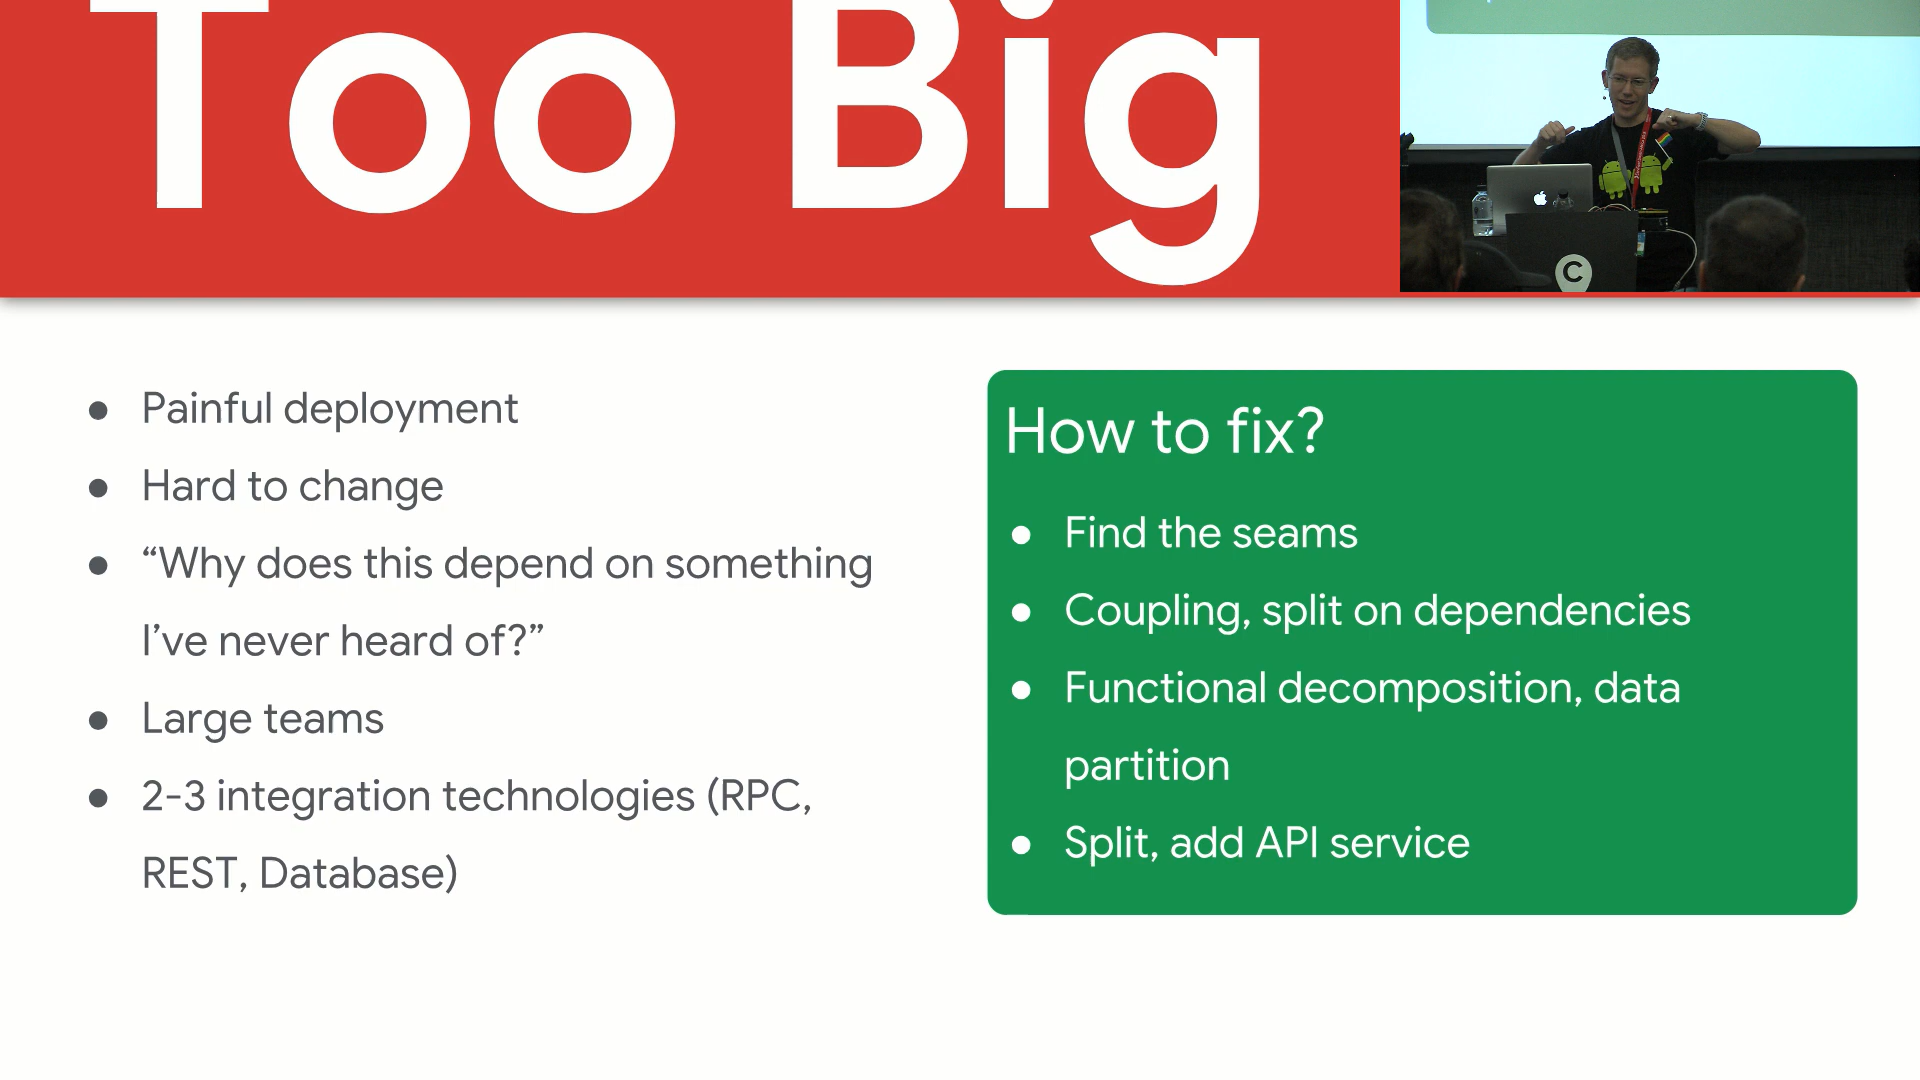 Too Big
● Painful deployment
● Hard to change
● “Why does this depend on something
I’ve never heard of?”
● Large teams
● 2-3 integration technologies (RPC,
REST, Database)
How to fix?
● Find the seams
● Coupling, split on dependencies
● Functional decomposition, data
partition
● Split, add API service
C